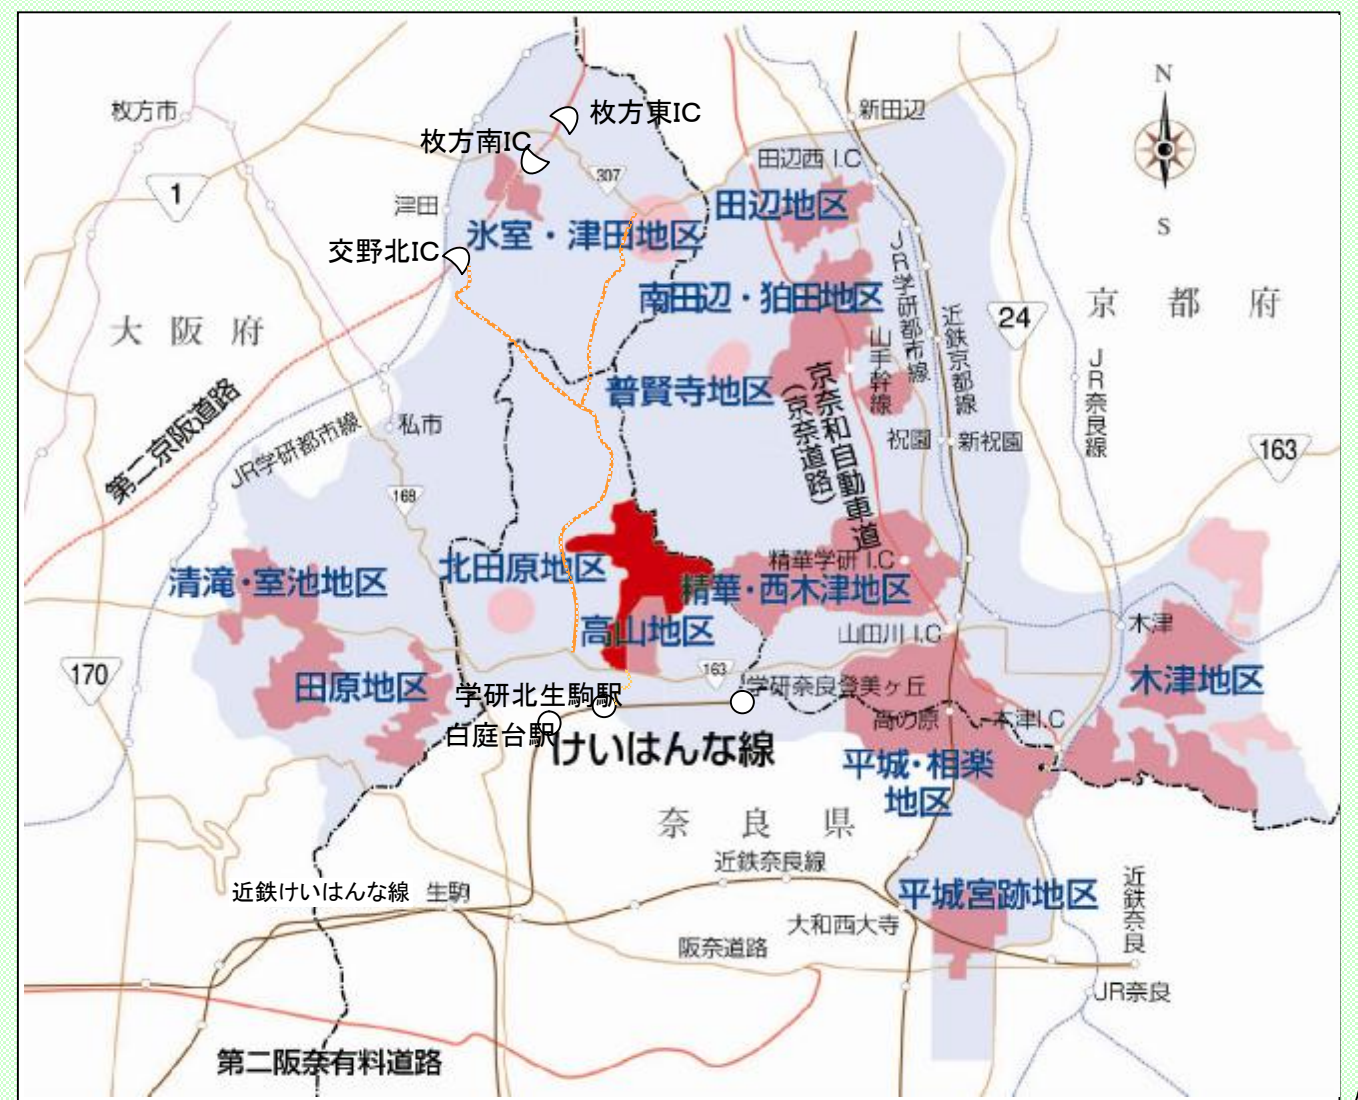 N
枚方市
枚方東IC
新田辺
枚方南IC
田辺西 I.C
1
307
津田
田辺地区
S
氷室・津田地区
交野北IC
JR学研都市線
南田辺・狛田地区
京都府
大阪府
24
近鉄京都線
山手幹線
JR奈良線
普賢寺地区
京奈和自動車道
(京奈道路)
第二京阪道路
私市
JR学研都市線
祝園
新祝園
163
168
北田原地区
精華学研 I.C
清滝・室池地区
精華・西木津地区
高山地区
山田川 I.C
木津
170
163
田原地区
学研北生駒駅
学研奈良登美ヶ丘
木津地区
白庭台駅
高の原
木津I.C
けいはんな線
平城・相楽
地区
奈良県
近鉄奈良線
近鉄けいはんな線
生駒
平城宮跡地区
近鉄奈良
大和西大寺
阪奈道路
JR奈良
第二阪奈有料道路